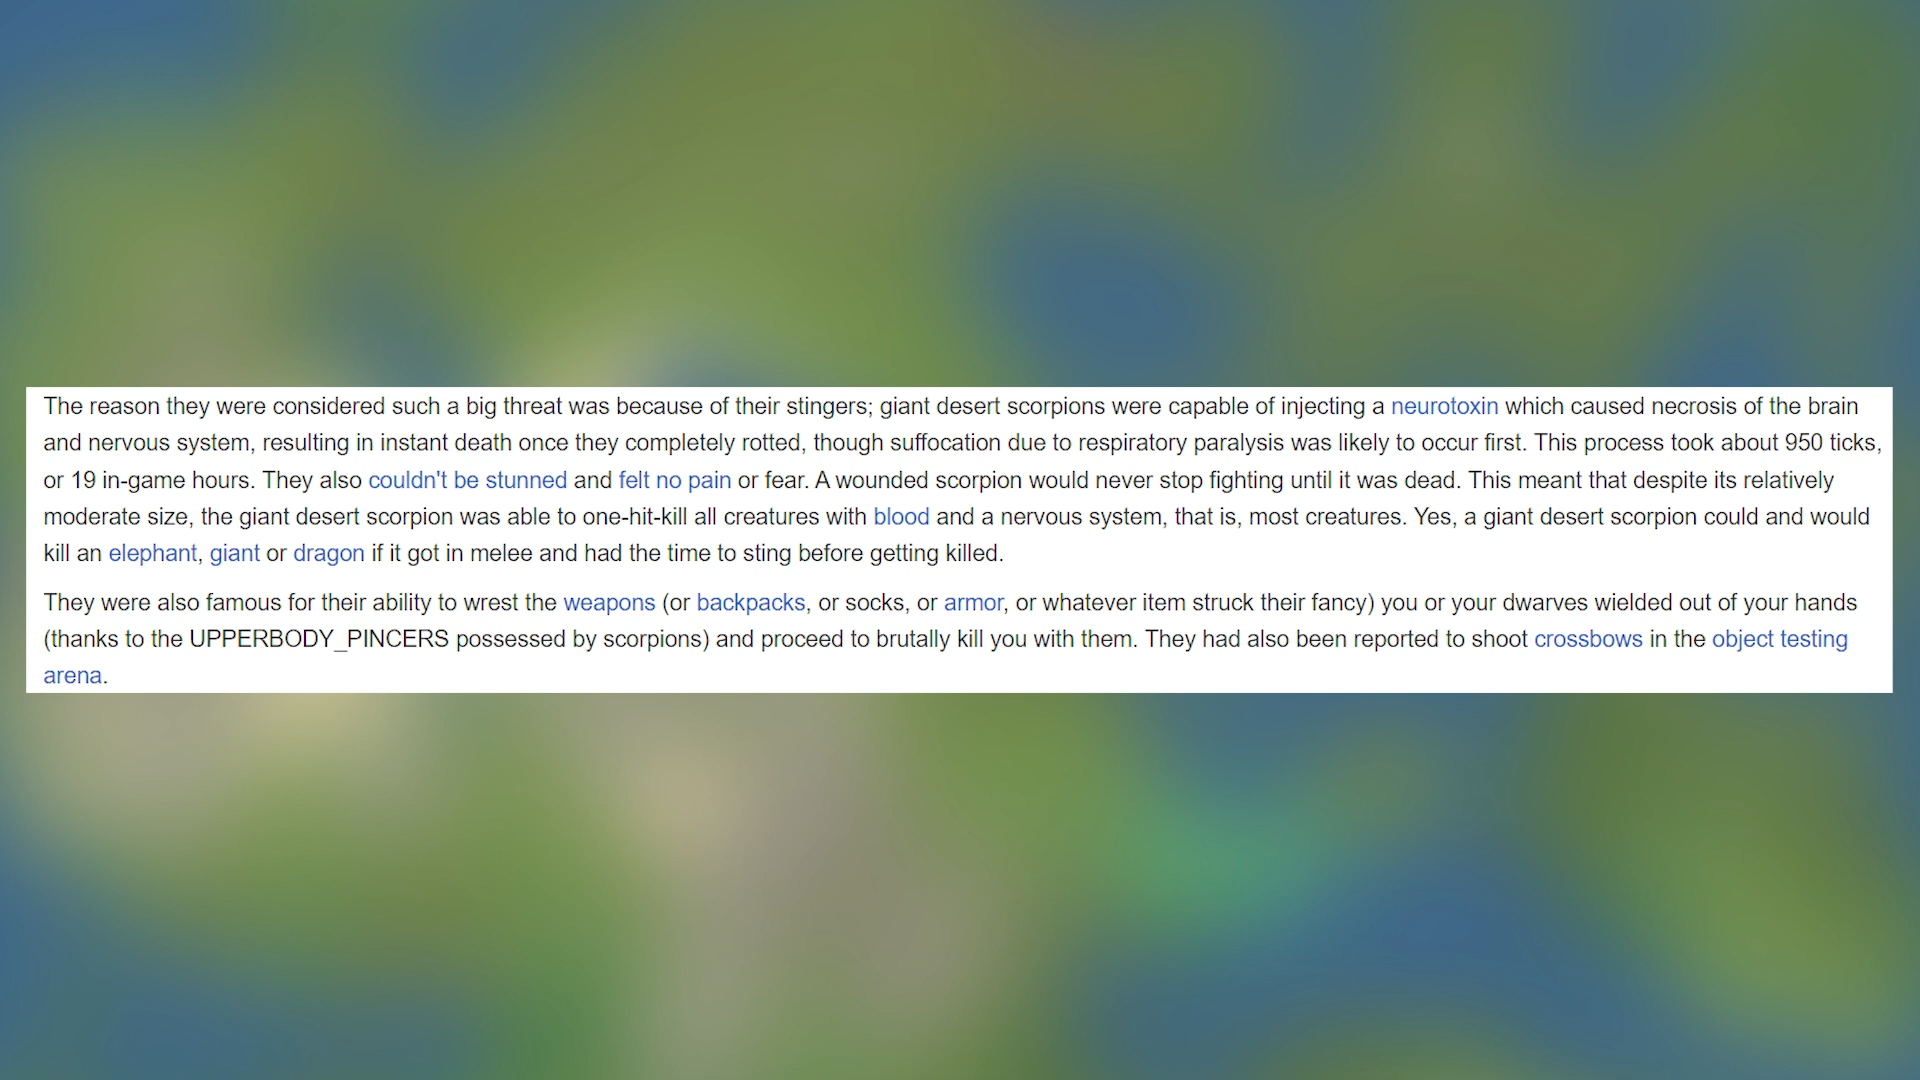 The reason they were considered such a big threat was because of their stingers; giant desert scorpions were capable of injecting a neurotoxin which caused necrosis of the brain
and nervous system, resulting in instant death once they completely rotted, though suffocation due to respiratory paralysis was likely to occur first. This process took about 950 ticks,
or 19 in-game hours. They also couldn't be stunned and felt no pain or fear. A wounded scorpion would never stop fighting until it was dead. This meant that despite its relatively
moderate size, the giant desert scorpion was able to one-hit-kill all creatures with blood and a nervous system, that is, most creatures. Yes, a giant desert scorpion could and would
kill an elephant, giant or dragon if it got in melee and had the time to sting before getting killed.
They were also famous for their ability to wrest the weapons (or backpacks, or socks, or armor, or whatever item struck their fancy) you or your dwarves wielded out of your hands
(thanks to the UPPERBODY_PINCERS possessed by scorpions) and proceed to brutally kill you with them. They had also been reported to shoot crossbows in the object testing
arena.